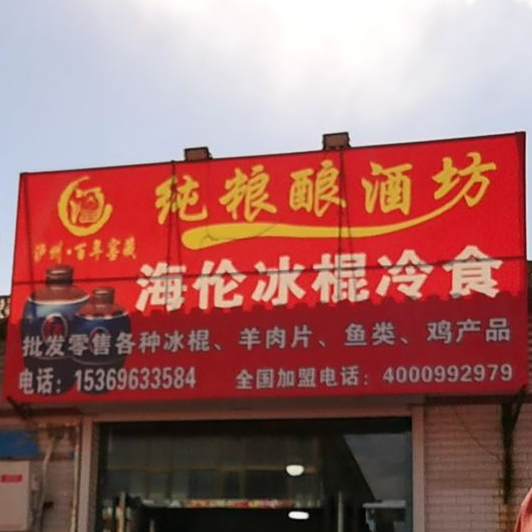 纯粮酿酒坊
泸州·百年窖藏
海伦冰棍冷食
批发零售各种冰棍、羊肉片、鱼类、鸡产品
电话：15369633584 全国加盟电话：4000992979